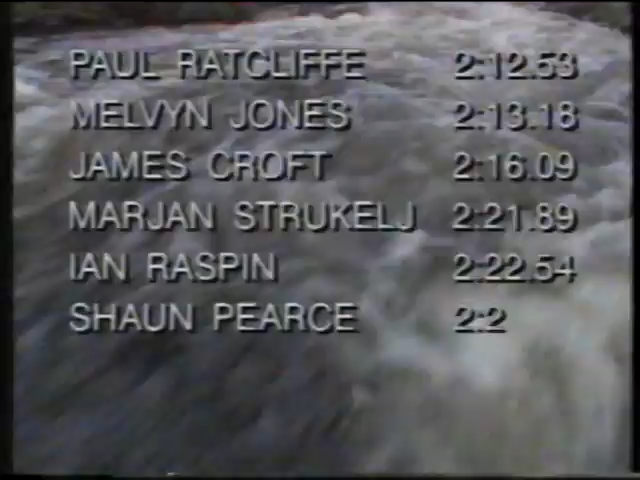 PAUL RATCLIFFE 2:12.53
MELVYN JONES 2:13.18
JAMES CROFT 2:16.09
MARJAN STRUKELJ 2:21.89
IAN RASPIN 2:22.54
SHAUN PEARCE 2:2